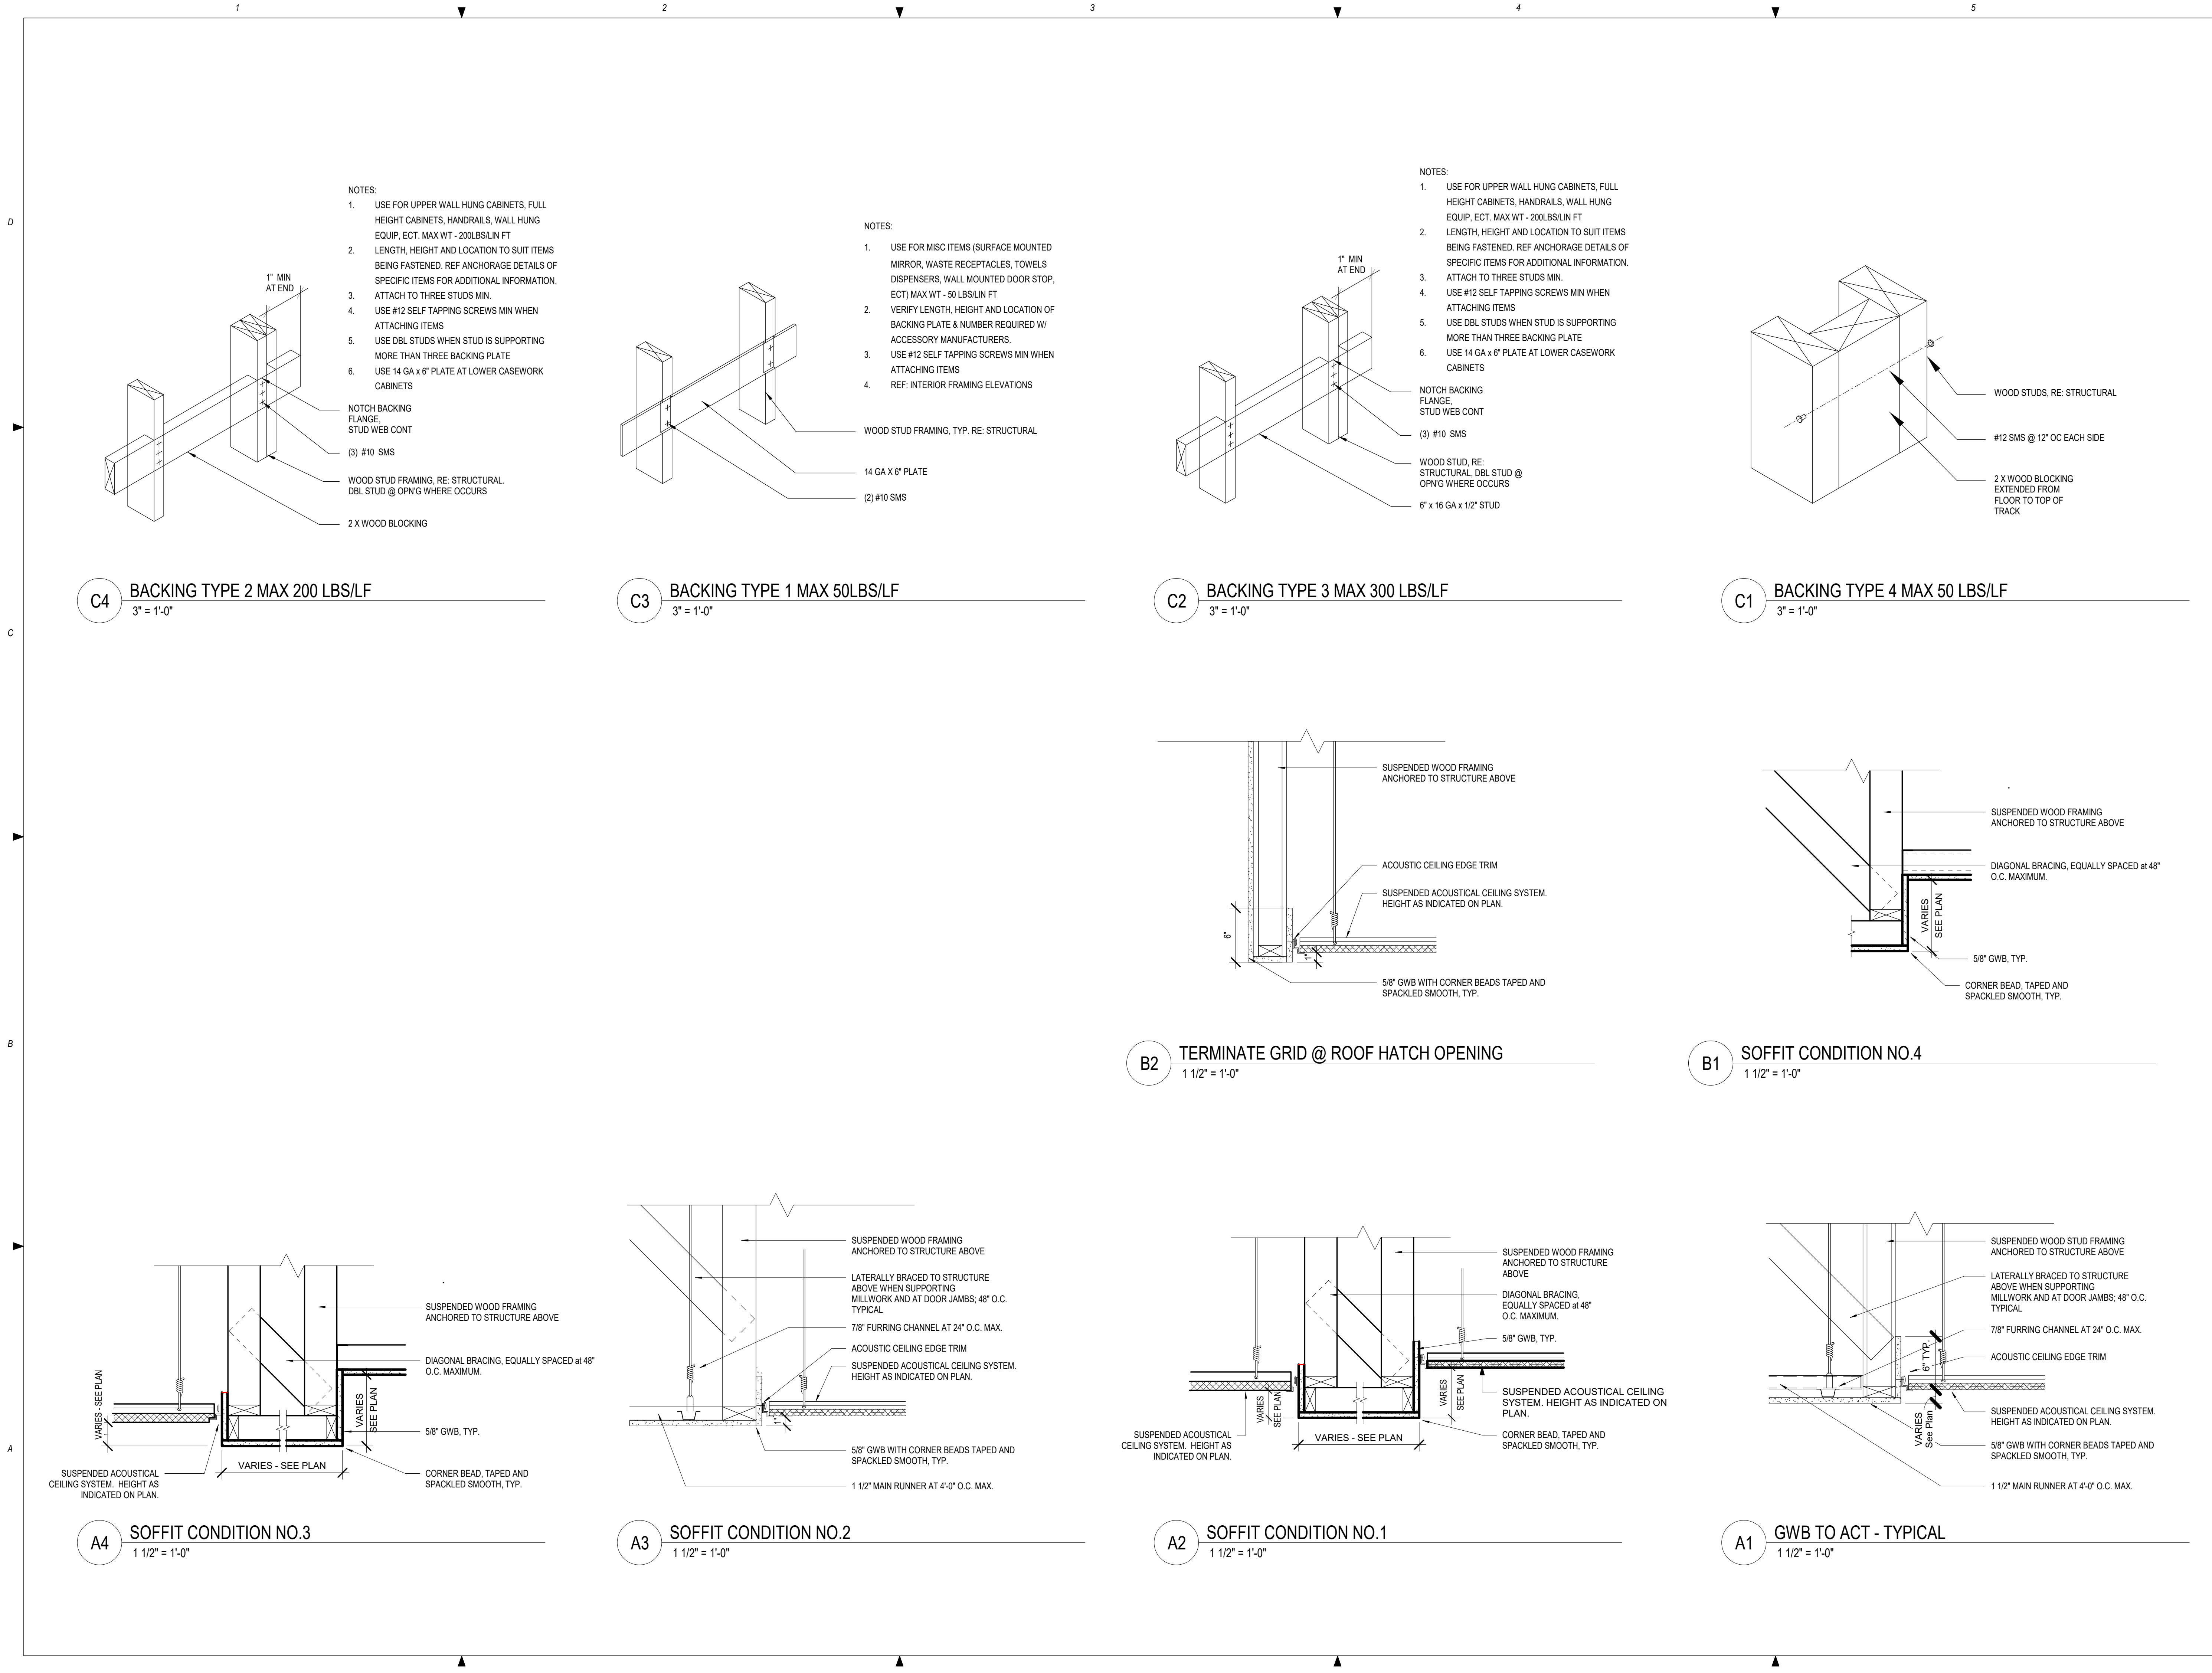 1
2
3
4
5
D
C
B
A
NOTES:
1. USE FOR UPPER WALL HUNG CABINETS, FULL
HEIGHT CABINETS, HANDRAILS, WALL HUNG
EQUIP, ECT. MAX WT - 200LBS/LIN FT
2. LENGTH, HEIGHT AND LOCATION TO SUIT ITEMS
BEING FASTENED. REF ANCHORAGE DETAILS OF
SPECIFIC ITEMS FOR ADDITIONAL INFORMATION.
3. ATTACH TO THREE STUDS MIN.
4. USE #12 SELF TAPPING SCREWS MIN WHEN
ATTACHING ITEMS
5. USE DBL STUDS WHEN STUD IS SUPPORTING
MORE THAN THREE BACKING PLATE
6. USE 14 GA x 6" PLATE AT LOWER CASEWORK
CABINETS
1" MIN
AT END
NOTCH BACKING
FLANGE,
STUD WEB CONT
(3) #10 SMS
WOOD STUD FRAMING, RE: STRUCTURAL.
DBL STUD @ OPN'G WHERE OCCURS
2 X WOOD BLOCKING
C4
BACKING TYPE 2 MAX 200 LBS/LF
3" = 1'-0"
NOTES:
1. USE FOR MISC ITEMS (SURFACE MOUNTED
MIRROR, WASTE RECEPTACLES, TOWELS
DISPENSERS, WALL MOUNTED DOOR STOP,
ECT) MAX WT - 50 LBS/LIN FT
2. VERIFY LENGTH, HEIGHT AND LOCATION OF
BACKING PLATE & NUMBER REQUIRED W/
ACCESSORY MANUFACTURERS.
3. USE #12 SELF TAPPING SCREWS MIN WHEN
ATTACHING ITEMS
4. REF: INTERIOR FRAMING ELEVATIONS
WOOD STUD FRAMING, TYP. RE: STRUCTURAL
14 GA X 6" PLATE
(2) #10 SMS
C3
BACKING TYPE 1 MAX 50LBS/LF
3" = 1'-0"
NOTES:
1. USE FOR UPPER WALL HUNG CABINETS, FULL
HEIGHT CABINETS, HANDRAILS, WALL HUNG
EQUIP, ECT. MAX WT - 200LBS/LIN FT
2. LENGTH, HEIGHT AND LOCATION TO SUIT ITEMS
BEING FASTENED. REF ANCHORAGE DETAILS OF
SPECIFIC ITEMS FOR ADDITIONAL INFORMATION.
3. ATTACH TO THREE STUDS MIN.
4. USE #12 SELF TAPPING SCREWS MIN WHEN
ATTACHING ITEMS
5. USE DBL STUDS WHEN STUD IS SUPPORTING
MORE THAN THREE BACKING PLATE
6. USE 14 GA x 6" PLATE AT LOWER CASEWORK
CABINETS
1" MIN
AT END
NOTCH BACKING
FLANGE,
STUD WEB CONT
(3) #10 SMS
WOOD STUD, RE:
STRUCTURAL, DBL STUD @
OPN'G WHERE OCCURS
6" x 16 GA x 1/2" STUD
C2
BACKING TYPE 3 MAX 300 LBS/LF
3" = 1'-0"
WOOD STUDS, RE: STRUCTURAL
#12 SMS @ 12" OC EACH SIDE
2 X WOOD BLOCKING
EXTENDED FROM
FLOOR TO TOP OF
TRACK
C1
BACKING TYPE 4 MAX 50 LBS/LF
3" = 1'-0"
SUSPENDED WOOD FRAMING
ANCHORED TO STRUCTURE ABOVE
ACOUSTIC CEILING EDGE TRIM
SUSPENDED ACOUSTICAL CEILING SYSTEM.
HEIGHT AS INDICATED ON PLAN.
6"
1"
5/8" GWB WITH CORNER BEADS TAPED AND
SPACKLED SMOOTH, TYP.
B2
TERMINATE GRID @ ROOF HATCH OPENING
1 1/2" = 1'-0"
SUSPENDED WOOD FRAMING
ANCHORED TO STRUCTURE ABOVE
DIAGONAL BRACING, EQUALLY SPACED at 48"
O.C. MAXIMUM.
VARIES
SEE PLAN
5/8" GWB, TYP.
CORNER BEAD, TAPED AND
SPACKLED SMOOTH, TYP.
B1
SOFFIT CONDITION NO.4
1 1/2" = 1'-0"
SUSPENDED WOOD FRAMING
ANCHORED TO STRUCTURE ABOVE
DIAGONAL BRACING, EQUALLY SPACED at 48"
O.C. MAXIMUM.
VARIES - SEE PLAN
VARIES
SEE PLAN
5/8" GWB, TYP.
VARIES - SEE PLAN
SUSPENDED ACOUSTICAL
CEILING SYSTEM. HEIGHT AS
INDICATED ON PLAN.
CORNER BEAD, TAPED AND
SPACKLED SMOOTH, TYP.
A4
SOFFIT CONDITION NO.3
1 1/2" = 1'-0"
SUSPENDED WOOD FRAMING
ANCHORED TO STRUCTURE ABOVE
LATERALLY BRACED TO STRUCTURE
ABOVE WHEN SUPPORTING
MILLWORK AND AT DOOR JAMBS; 48" O.C.
TYPICAL
7/8" FURRING CHANNEL AT 24" O.C. MAX.
ACOUSTIC CEILING EDGE TRIM
SUSPENDED ACOUSTICAL CEILING SYSTEM.
HEIGHT AS INDICATED ON PLAN.
1"
5/8" GWB WITH CORNER BEADS TAPED AND
SPACKLED SMOOTH, TYP.
1 1/2" MAIN RUNNER AT 4'-0" O.C. MAX.
A3
SOFFIT CONDITION NO.2
1 1/2" = 1'-0"
SUSPENDED WOOD FRAMING
ANCHORED TO STRUCTURE
ABOVE
DIAGONAL BRACING,
EQUALLY SPACED at 48"
O.C. MAXIMUM.
5/8" GWB, TYP.
VARIES
SEE PLAN
VARIES
SEE PLAN
SUSPENDED ACOUSTICAL CEILING
SYSTEM. HEIGHT AS INDICATED ON
PLAN.
VARIES - SEE PLAN
SUSPENDED ACOUSTICAL
CEILING SYSTEM. HEIGHT AS
INDICATED ON PLAN.
CORNER BEAD, TAPED AND
SPACKLED SMOOTH, TYP.
A2
SOFFIT CONDITION NO.1
1 1/2" = 1'-0"
SUSPENDED WOOD STUD FRAMING
ANCHORED TO STRUCTURE ABOVE
LATERALLY BRACED TO STRUCTURE
ABOVE WHEN SUPPORTING
MILLWORK AND AT DOOR JAMBS; 48" O.C.
TYPICAL
7/8" FURRING CHANNEL AT 24" O.C. MAX.
6" TYP.
ACOUSTIC CEILING EDGE TRIM
VARIES
See Plan
SUSPENDED ACOUSTICAL CEILING SYSTEM.
HEIGHT AS INDICATED ON PLAN.
5/8" GWB WITH CORNER BEADS TAPED AND
SPACKLED SMOOTH, TYP.
1 1/2" MAIN RUNNER AT 4'-0" O.C. MAX.
A1
GWB TO ACT - TYPICAL
1 1/2" = 1'-0"